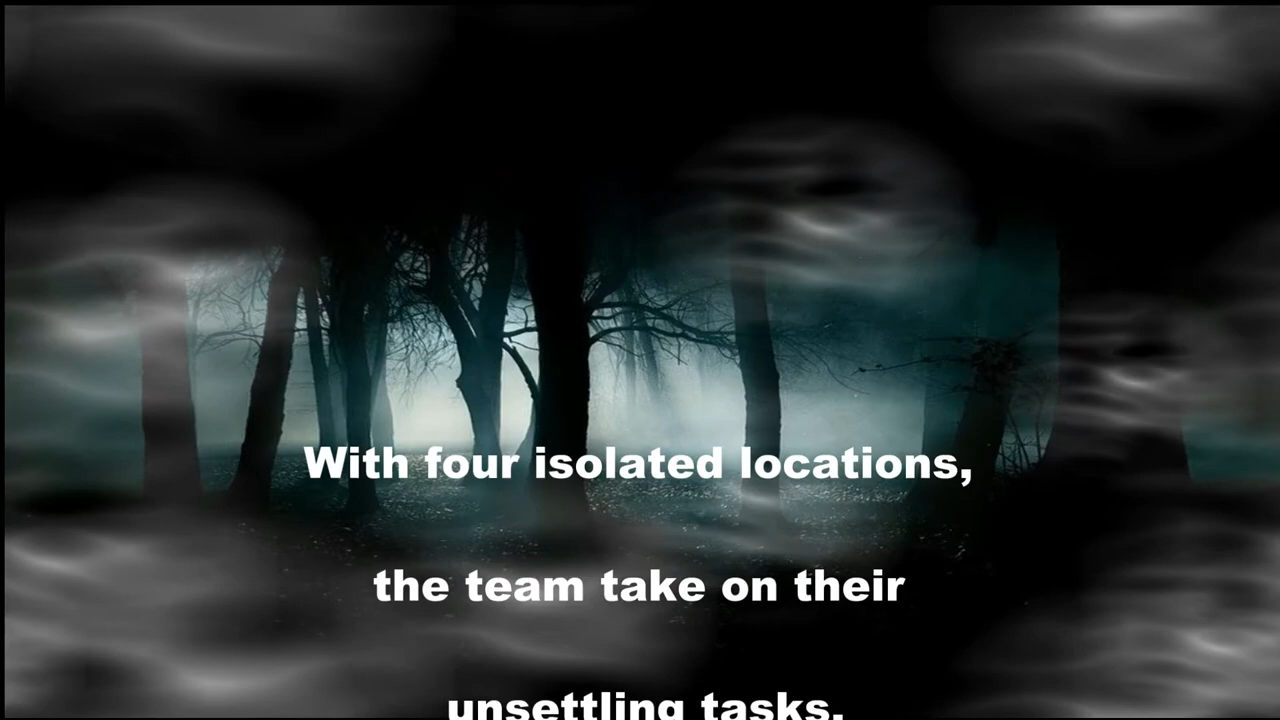 With four isolated locations,
the team take on their
unsettling tasks.